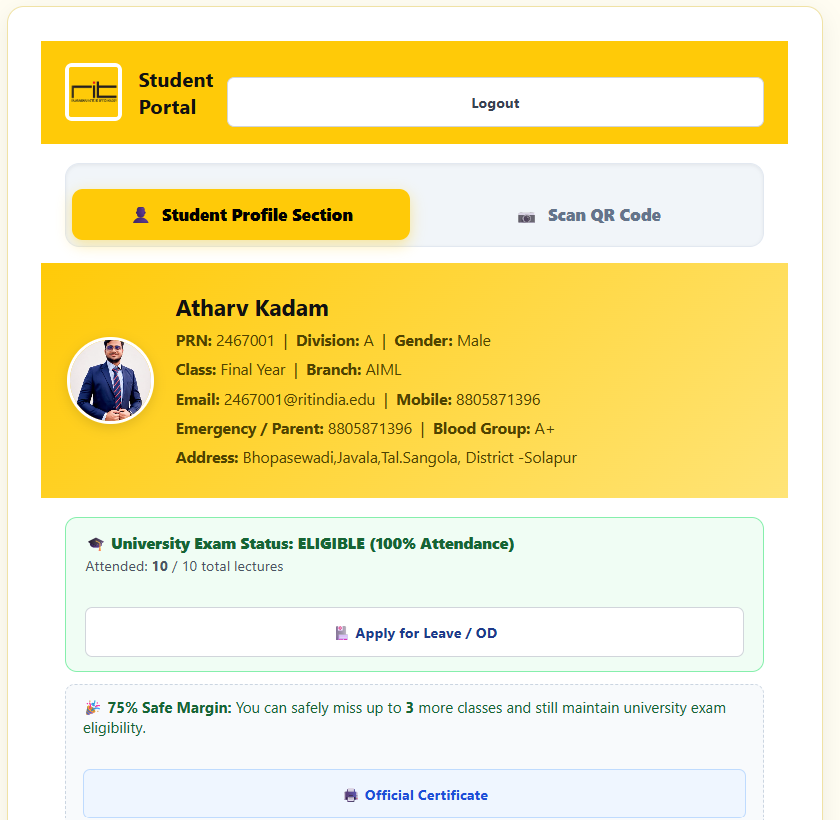 rit
Student
Portal
Logout
Student Profile Section
Scan QR Code
Atharv Kadam
PRN: 2467001 | Division: A | Gender: Male
Class: Final Year | Branch: AIML
Email: 2467001@ritindia.edu | Mobile: 8805871396
Emergency / Parent: 8805871396 | Blood Group: A+
Address: Bhopasewadi,Javala,Tal.Sangola, District -Solapur
University Exam Status: ELIGIBLE (100% Attendance)
Attended: 10 / 10 total lectures
Apply for Leave / OD
75% Safe Margin: You can safely miss up to 3 more classes and still maintain university exam
eligibility.
Official Certificate